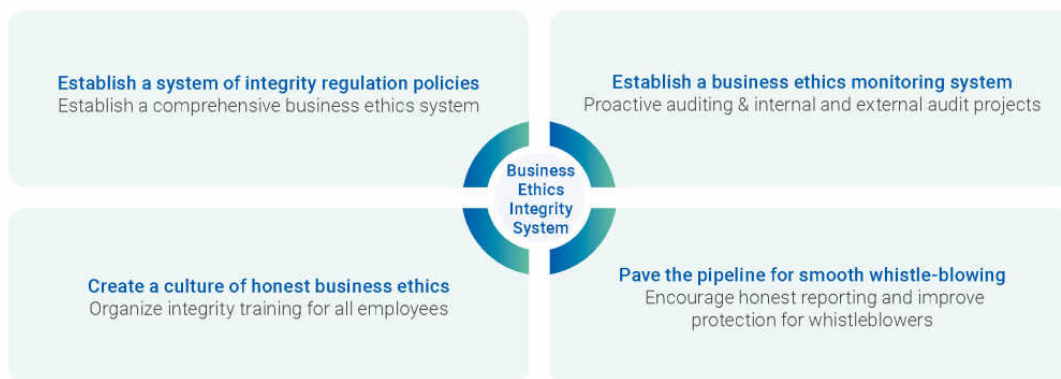 Establish a system of integrity regulation policies
Establish a comprehensive business ethics system
Establish a business ethics monitoring system
Proactive auditing & internal and external audit projects
Business
Ethics
Integrity
System
Create a culture of honest business ethics
Organize integrity training for all employees
Pave the pipeline for smooth whistle-blowing
Encourage honest reporting and improve
protection for whistleblowers